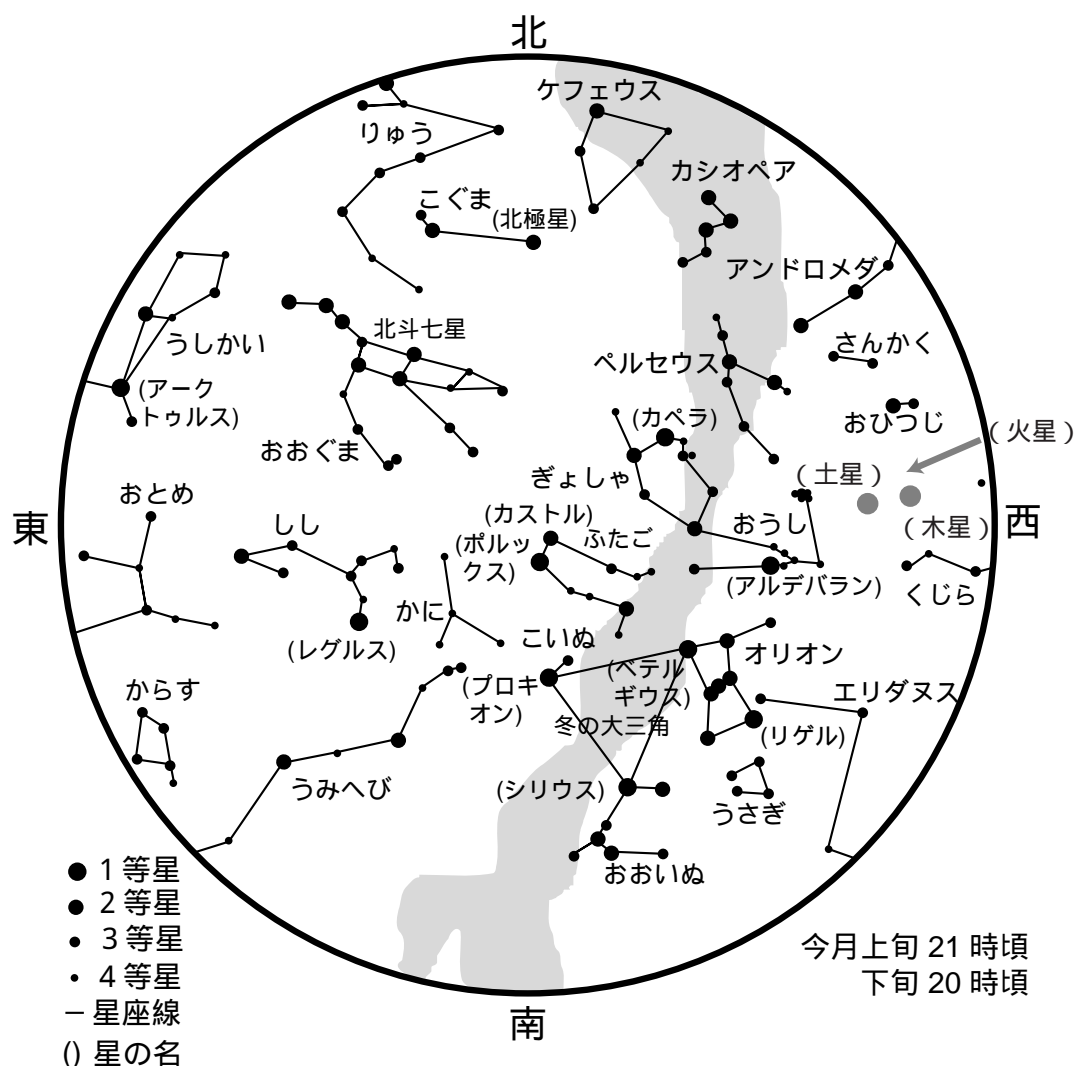 北
ケフェウス
りゅう
カシオペア
こぐま
(北極星)
アンドロメダ
うしかい
北斗七星
さんかく
ペルセウス
(アーク
トゥルス)
(カペラ)
おひつじ
(火星)
おおぐま
ぎょしゃ
(土星)
おとめ
しし
(カストル)
ふたご
おうし
(木星)
東
西
(ポルッ
クス)
(アルデバラン)
くじら
かに
(レグルス)
こいぬ
オリオン
(ベテル
ギウス)
からす
(プロキ
オン)
エリダヌス
冬の大三角
(リゲル)
うみへび
(シリウス)
うさぎ
おおいぬ
1 等星
2 等星
3 等星
4 等星
− 星座線
() 星の名
今月上旬 21 時頃
下旬 20 時頃
南